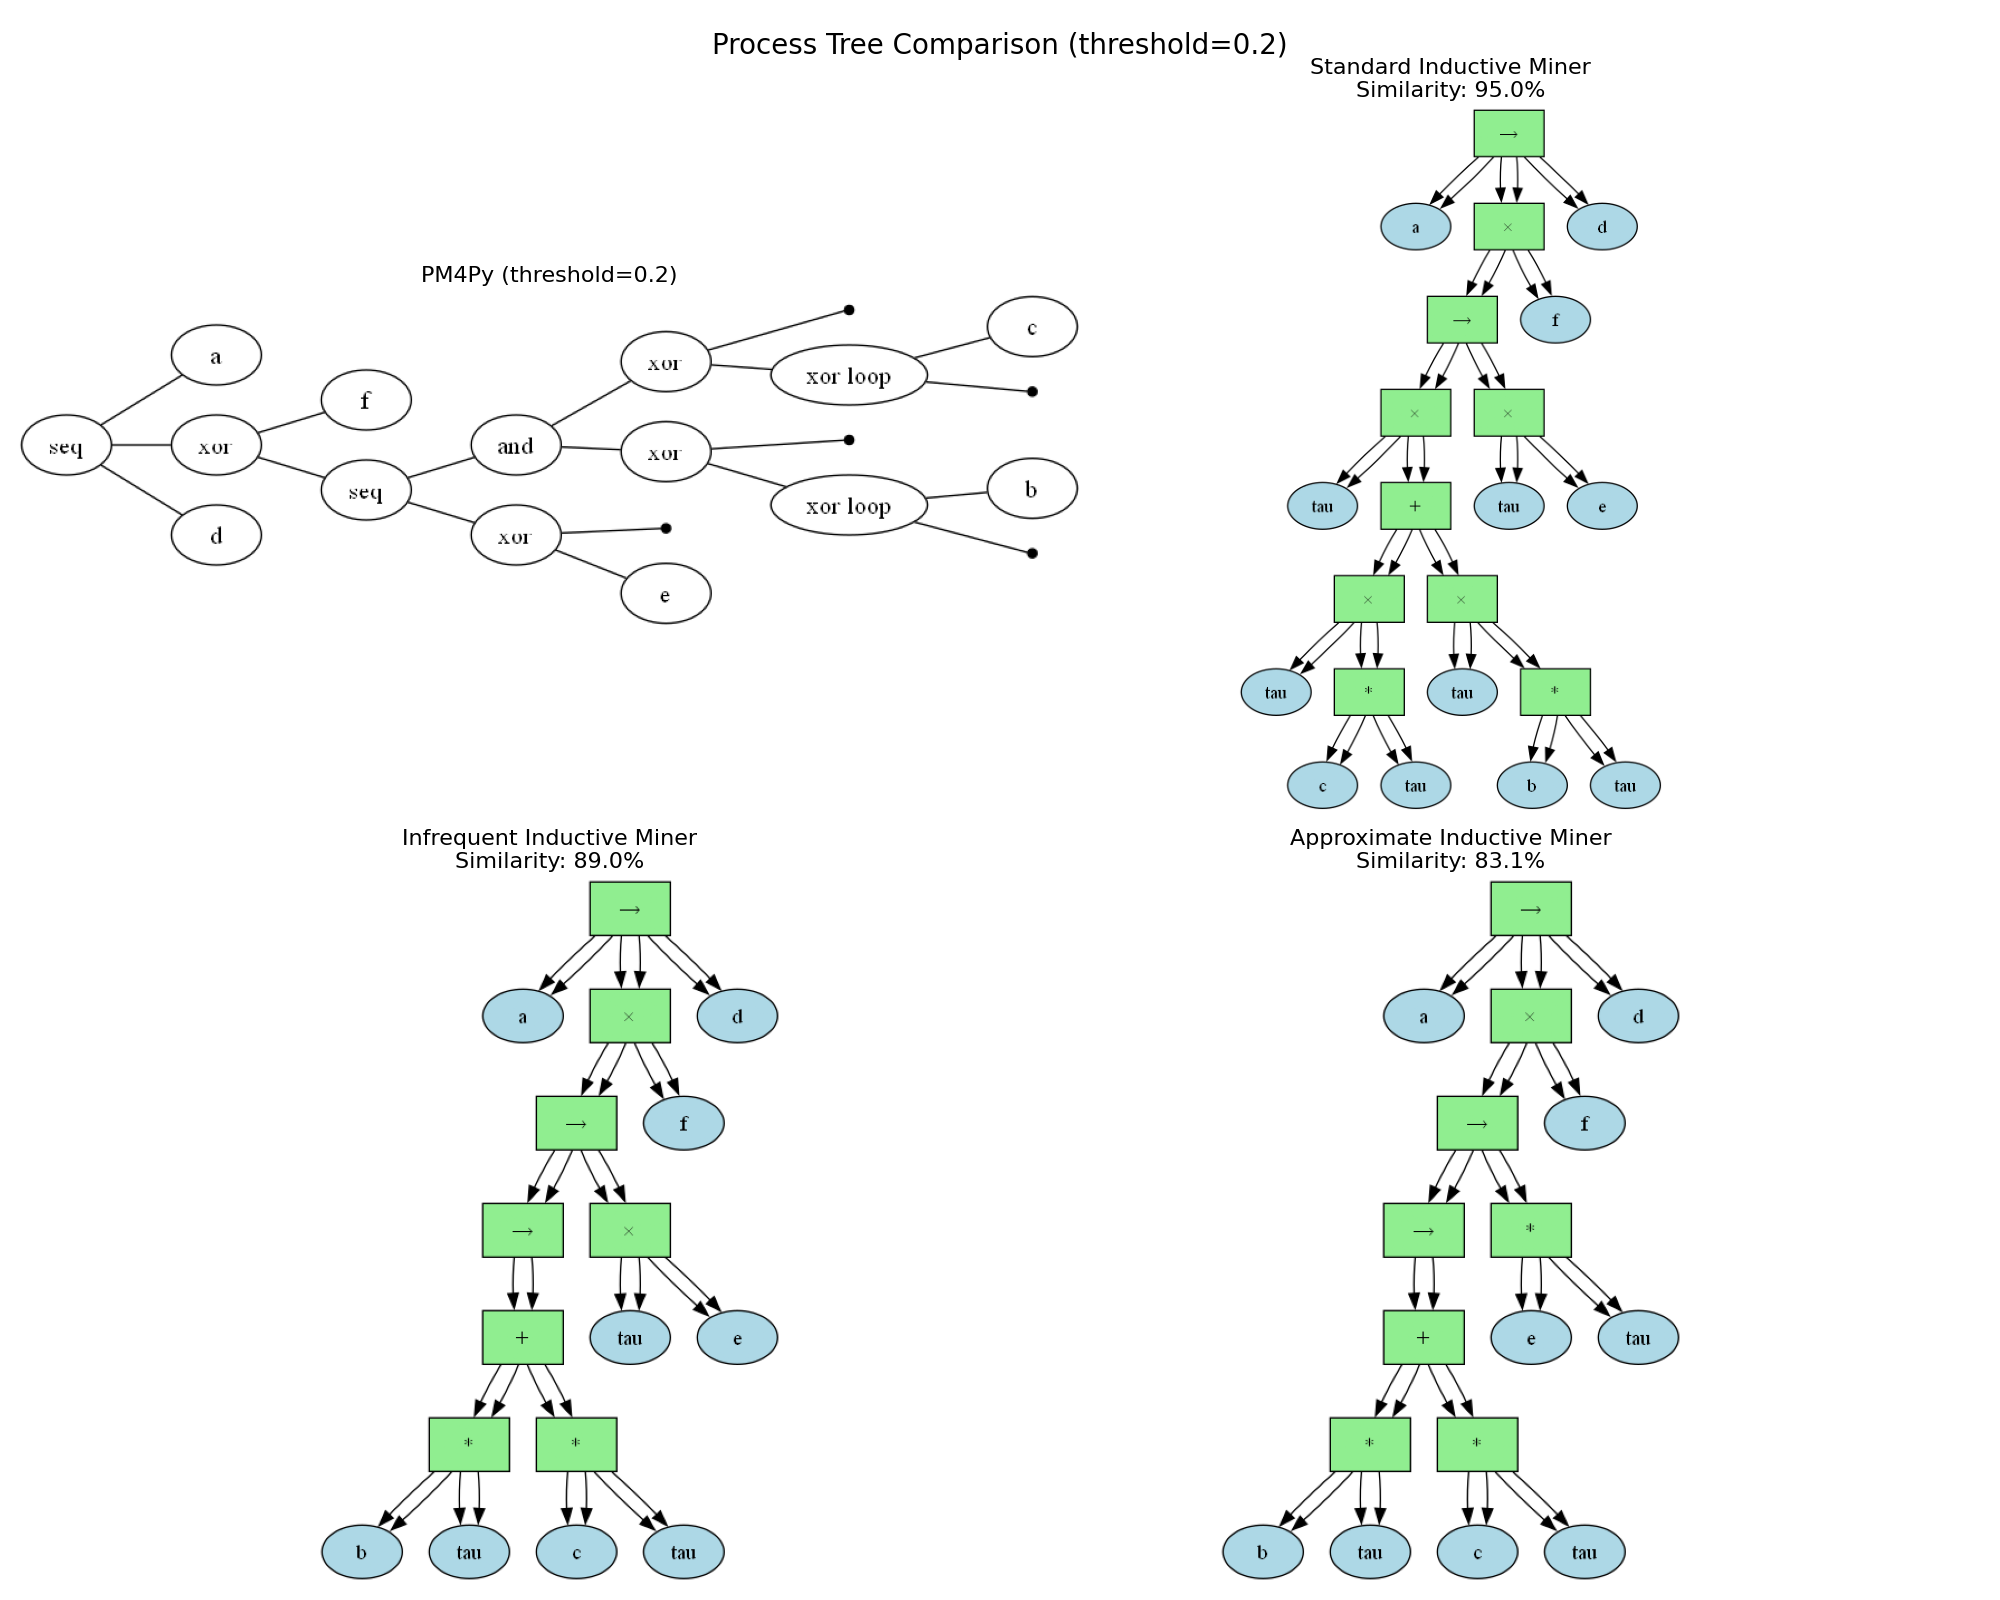 Process Tree Comparison (threshold=0.2)
PM4Py (threshold=0.2)
c
xor
xor loop
a
f
seq
xor
and
xor
b
seq
xor loop
d
xor
e
Standard Inductive Miner
Similarity: 95.0%
→
a × d
→ f
× ×
tau + tau e
× ×
tau * tau *
c tau b tau
Infrequent Inductive Miner
Similarity: 89.0%
→
a × d
→ f
→ ×
+ tau e
* *
b tau c tau
Approximate Inductive Miner
Similarity: 83.1%
→
a × d
→ f
→ *
+ e tau
* *
b tau c tau